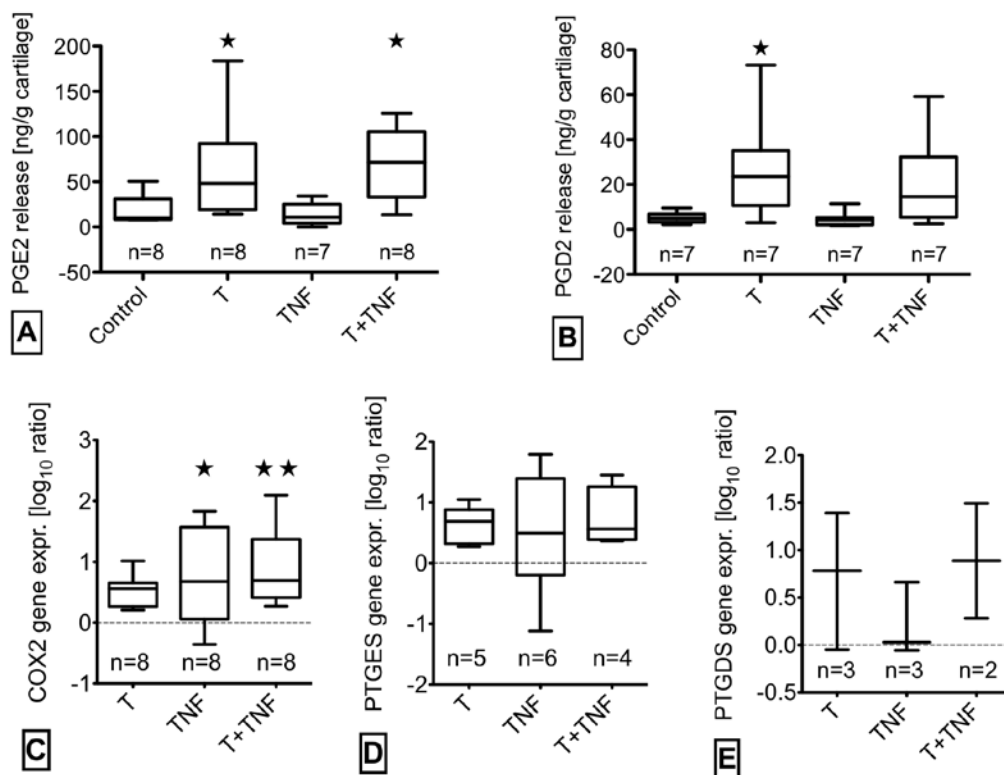 PGE2 release [ng/g cartilage]
200
150
100
50
0
-50
★
★
n=8
n=8
n=7
n=8
Control
T
TNF
T+TNF
A
PGD2 release [ng/g cartilage]
80
60
40
20
0
-20
★
n=7
n=7
n=7
n=7
Control
T
TNF
T+TNF
B
COX2 gene expr. [log10 ratio]
3
2
1
0
-1
★
★ ★
n=8
n=8
n=8
T
TNF
T+TNF
C
PTGES gene expr. [log10 ratio]
2
1
0
-1
-2
n=5
n=6
n=4
T
TNF
T+TNF
D
PTGDS gene expr. [log10 ratio]
2.0
1.5
1.0
0.5
0.0
-0.5
n=3
n=3
n=2
T
TNF
T+TNF
E